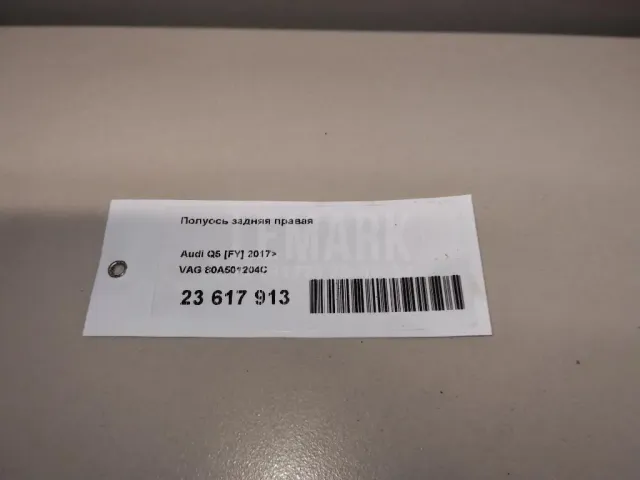 Полуось задняя правая
Audi Q5 [FY] 2017>
VAG 80A501204C
23 617 913